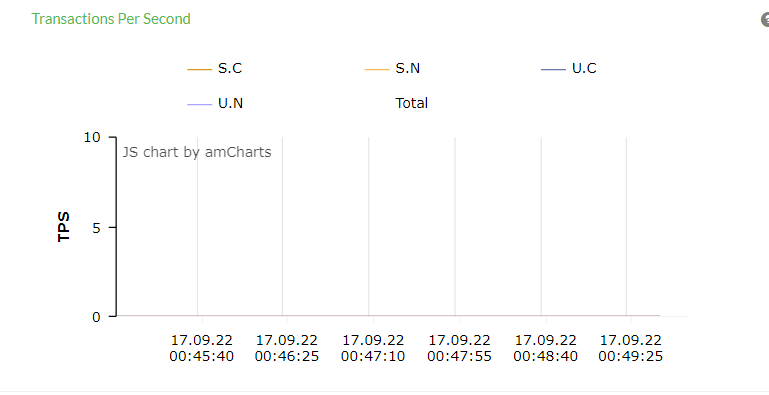 Transactions Per Second
S.C
S.N
U.C
U.N
Total
JS chart by amCharts
TPS
10
5
0
17.09.22 17.09.22 17.09.22 17.09.22 17.09.22 17.09.22
00:45:40 00:46:25 00:47:10 00:47:55 00:48:40 00:49:25